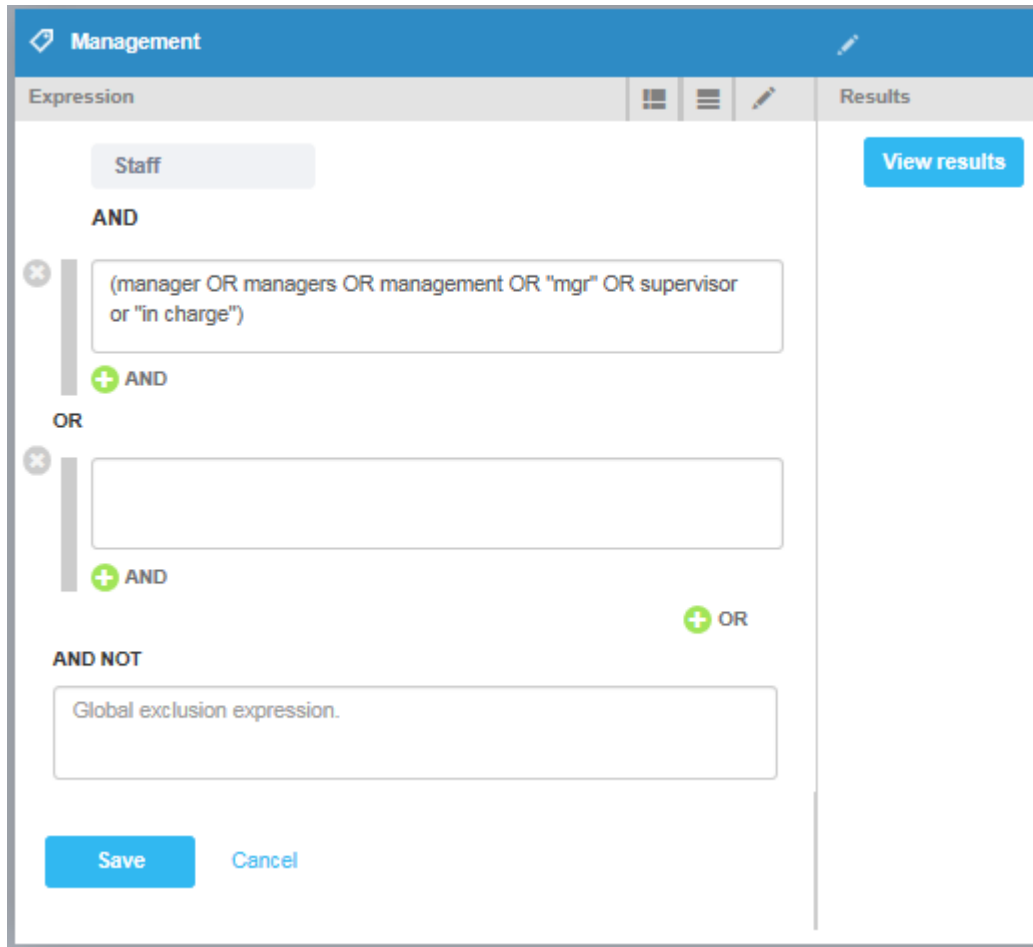 Management
Expression
Results
Staff
View results
AND
(manager OR managers OR management OR "mgr" OR supervisor
or "in charge")
AND
OR
AND
OR
AND NOT
Global exclusion expression.
Save
Cancel